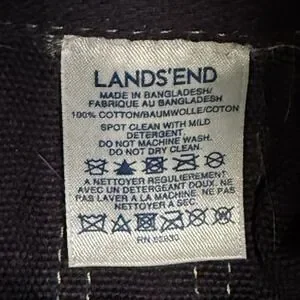 LANDS'END
MADE IN BANGLADESH/
FABRIQUE AU BANGLADESH
100% COTTON/BAUMWOLLE/COTON
SPOT CLEAN WITH MILD
DETERGENT.
DO NOT MACHINE WASH.
DO NOT DRY CLEAN.
A NETTOYER REGULIEREMENT
AVEC UN DETERGEANT DOUX. NE
PAS LAVER A LA MACHINE. NE PAS
NETTOYER A SEC.
RN